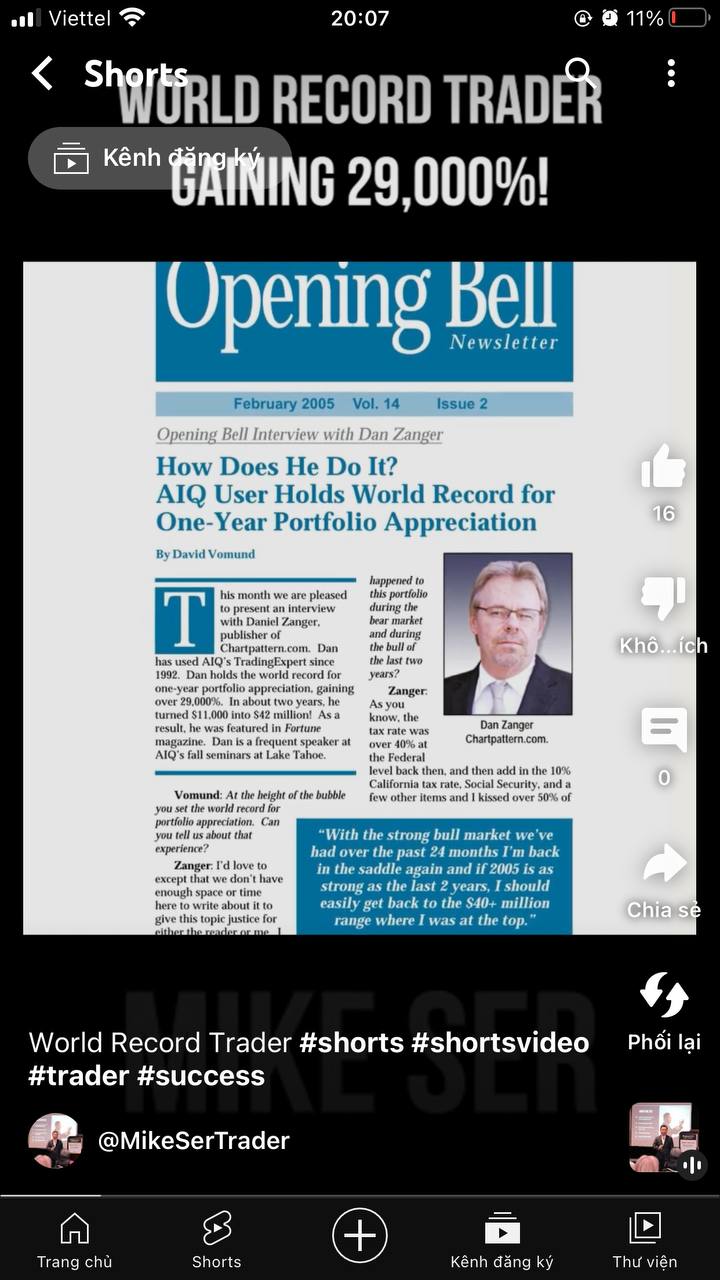 Viettel 20:07 11%
Shorts
WORLD RECORD TRADER
Kênh đăng ký
GAINING 29,000%!
Opening Bell
Newsletter
February 2005 Vol. 14 Issue 2
Opening Bell Interview with Dan Zanger
How Does He Do It?
AIQ User Holds World Record for
One-Year Portfolio Appreciation
By David Vomund
This month we are pleased
to present an interview
with Daniel Zanger,
publisher of
Chartpattern.com. Dan
has used AIQ's TradingExpert since
1992. Dan holds the world record for
one-year portfolio appreciation, gaining
over 29,000%. In about two years, he
turned $11,000 into $42 million! As a
result, he was featured in Fortune
magazine. Dan is a frequent speaker at
AIQ's fall seminars at Lake Tahoe.
Vomund: At the height of the bubble
you set the world record for
portfolio appreciation. Can
you tell us about that
experience?
Zanger: I'd love to
except that we don't have
enough space or time
here to write about it to
give this topic justice for
either the reader or me. I
happened to
this portfolio
during the
bear market
and during
the bull of
the last two
years?
Zanger:
As you
know, the
tax rate was
over 40% at
the Federal
level back then, and then add in the 10%
California tax rate, Social Security, and a
few other items and I kissed over 50% of
Dan Zanger
Chartpattern.com.
"With the strong bull market we've
had over the past 24 months I'm back
in the saddle again and if 2005 is as
strong as the last 2 years, I should
easily get back to the $40+ million
range where I was at the top."
16
Khô...ích
0
Chia sẻ
Phối lại
MIKE SER
World Record Trader #shorts #shortsvideo
#trader #success
@MikeSerTrader
Trang chủ
Shorts
Kênh đăng ký
Thư viện